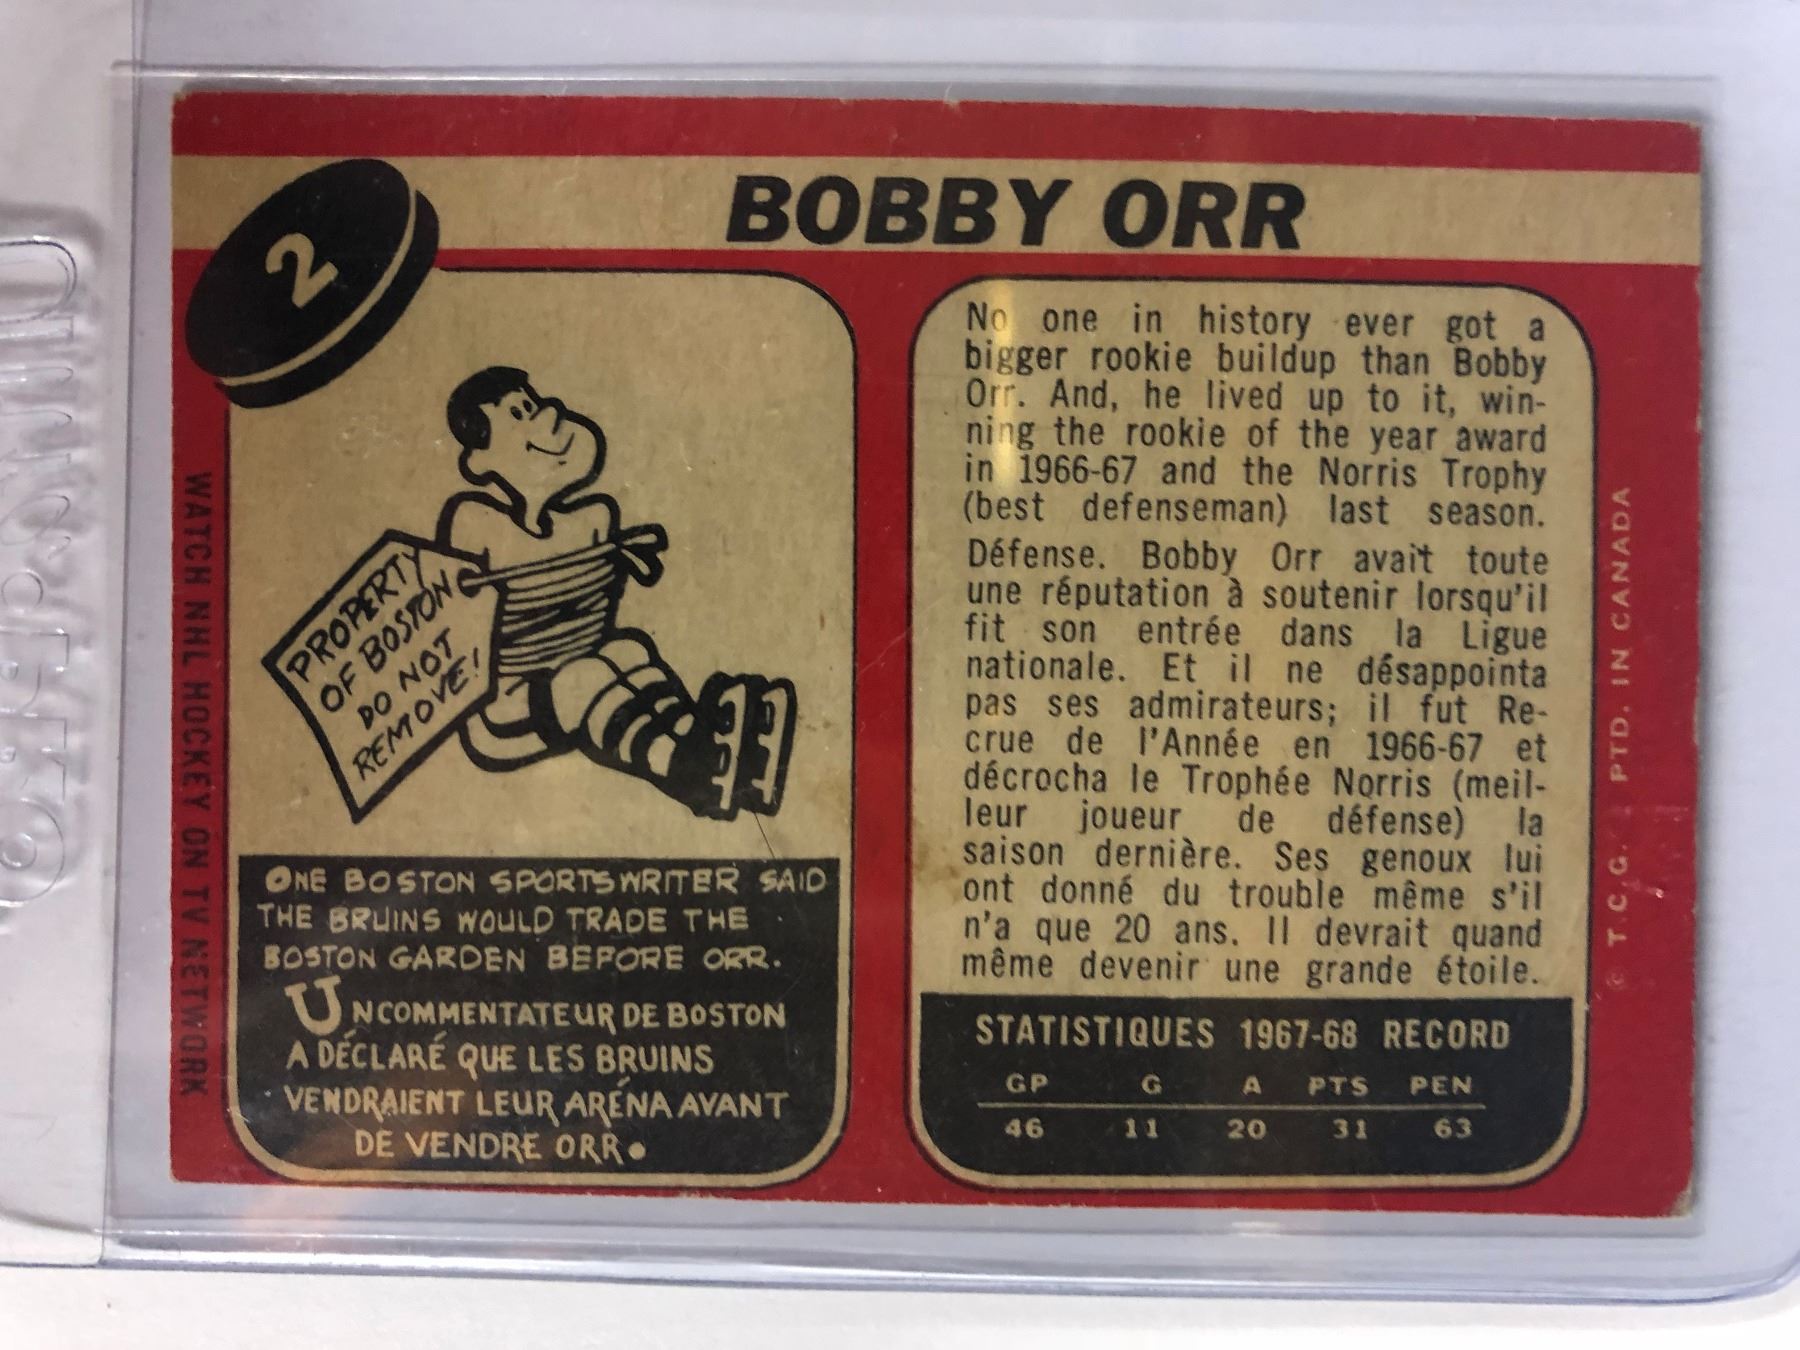 2
BOBBY ORR
PROPERTY
OF BOSTON
DO NOT
REMOVE!
ONE BOSTON SPORTSWRITER SAID
THE BRUINS WOULD TRADE THE
BOSTON GARDEN BEFORE ORR.
UN COMMENTATEUR DE BOSTON
A DÉCLARÉ QUE LES BRUINS
VENDRAIENT LEUR ARÉNA AVANT
DE VENDRE ORR.
WATCH NHL HOCKEY ON TV NETWORK
No one in history ever got a
bigger rookie buildup than Bobby
Orr. And, he lived up to it, win-
ning the rookie of the year award
in 1966-67 and the Norris Trophy
(best defenseman) last season.
Défense. Bobby Orr avait toute
une réputation à soutenir lorsqu'il
fit son entrée dans la Ligue
nationale. Et il ne désappointa
pas ses admirateurs; il fut Re-
crue de l'Année en 1966-67 et
décrocha le Trophée Norris (meil-
leur joueur de défense) la
saison dernière. Ses genoux lui
ont donné du trouble même s'il
n'a que 20 ans. Il devrait quand
même devenir une grande étoile.
STATISTIQUES 1967-68 RECORD
GP G A PTS PEN
46 11 20 31 63
© T.C.G. PTD. IN CANADA